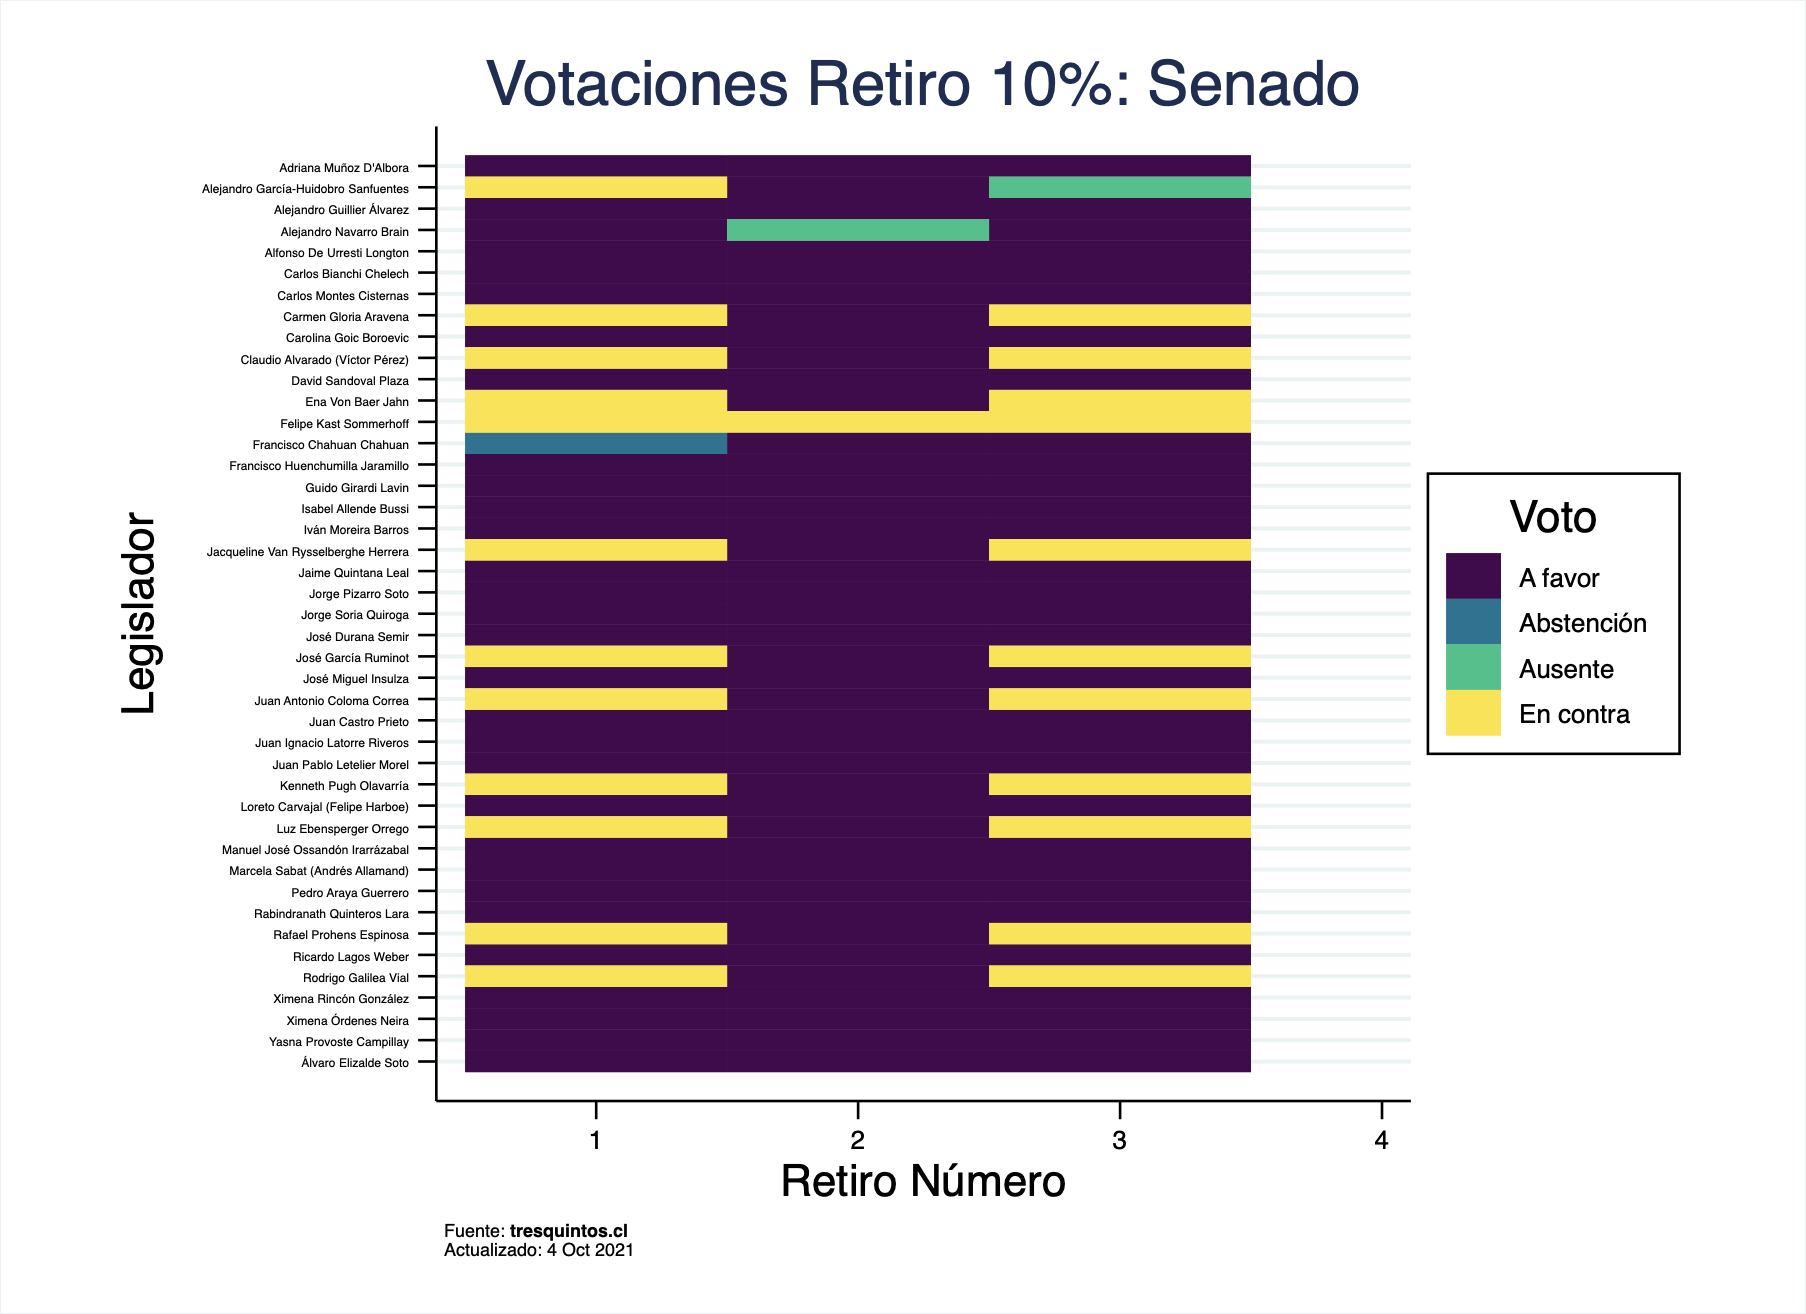 Votaciones Retiro 10%: Senado
Legislador
Adriana Muñoz D'Albora
Alejandro García-Huidobro Sanfuentes
Alejandro Guillier Álvarez
Alejandro Navarro Brain
Alfonso De Urresti Longton
Carlos Bianchi Chelech
Carlos Montes Cisternas
Carmen Gloria Aravena
Carolina Goic Boroevic
Claudio Alvarado (Víctor Pérez)
David Sandoval Plaza
Ena Von Baer Jahn
Felipe Kast Sommerhoff
Francisco Chahuan Chahuan
Francisco Huenchumilla Jaramillo
Guido Girardi Lavin
Isabel Allende Bussi
Iván Moreira Barros
Jacqueline Van Rysselberghe Herrera
Jaime Quintana Leal
Jorge Pizarro Soto
Jorge Soria Quiroga
José Durana Semir
José García Ruminot
José Miguel Insulza
Juan Antonio Coloma Correa
Juan Castro Prieto
Juan Ignacio Latorre Riveros
Juan Pablo Letelier Morel
Kenneth Pugh Olavarría
Loreto Carvajal (Felipe Harboe)
Luz Ebensperger Orrego
Manuel José Ossandón Irarrázabal
Marcela Sabat (Andrés Allamand)
Pedro Araya Guerrero
Rabindranath Quinteros Lara
Rafael Prohens Espinosa
Ricardo Lagos Weber
Rodrigo Galilea Vial
Ximena Rincón González
Ximena Órdenes Neira
Yasna Provoste Campillay
Álvaro Elizalde Soto
Voto
A favor
Abstención
Ausente
En contra
1 2 3 4
Retiro Número
Fuente: tresquintos.cl
Actualizado: 4 Oct 2021